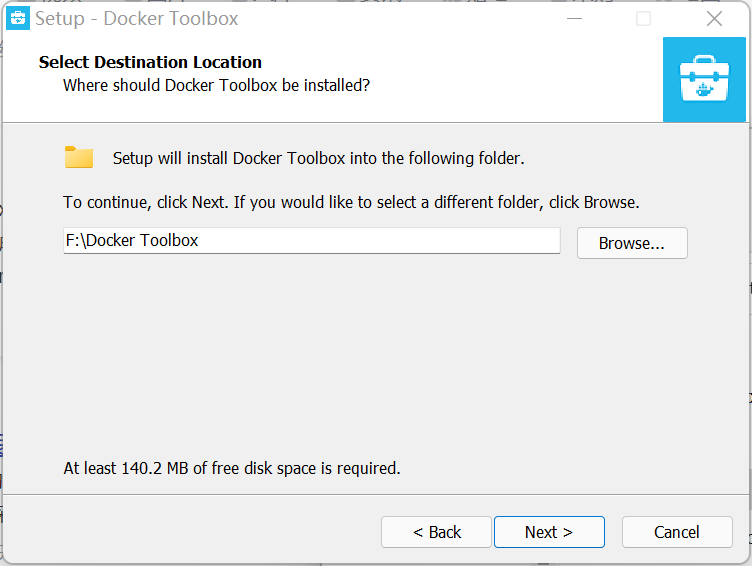 Setup - Docker Toolbox
Select Destination Location
Where should Docker Toolbox be installed?
Setup will install Docker Toolbox into the following folder.
To continue, click Next. If you would like to select a different folder, click Browse.
F:\Docker Toolbox
Browse...
At least 140.2 MB of free disk space is required.
< Back
Next >
Cancel